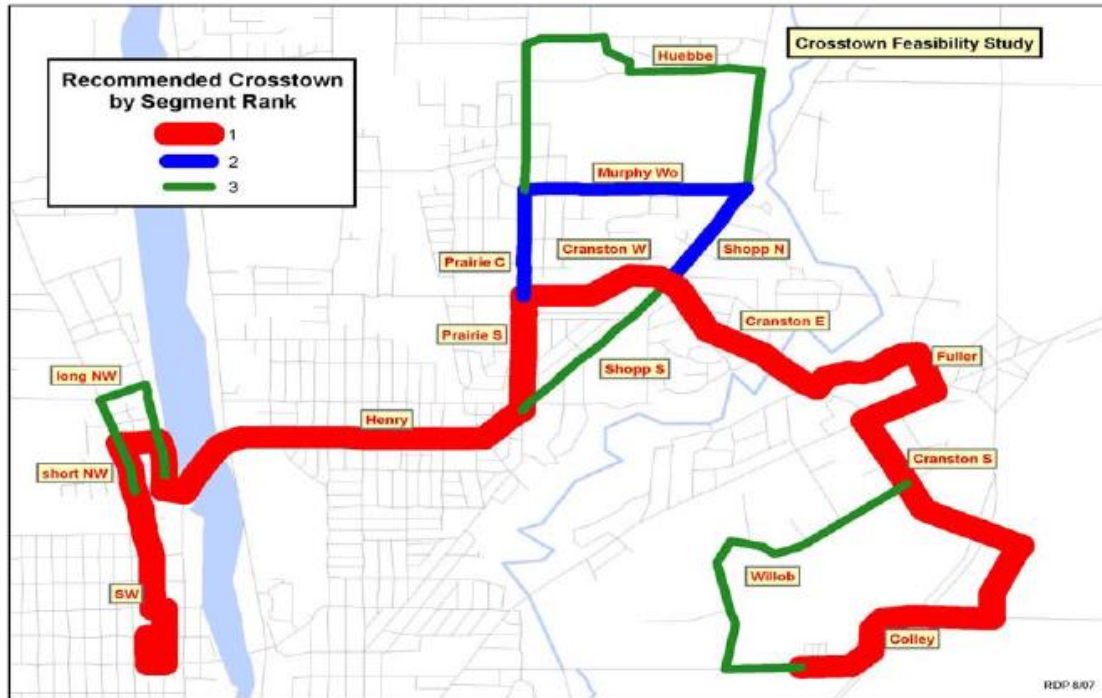 Crosstown Feasibility Study
Recommended Crosstown
by Segment Rank
1
2
3
Huebbe
Murphy Wo
Prairie C
Cranston W
Shopp N
Prairie S
Cranston E
Shopp S
Fuller
long NW
Henry
short NW
Cranston S
Willob
SW
Colley
RDP 8/07